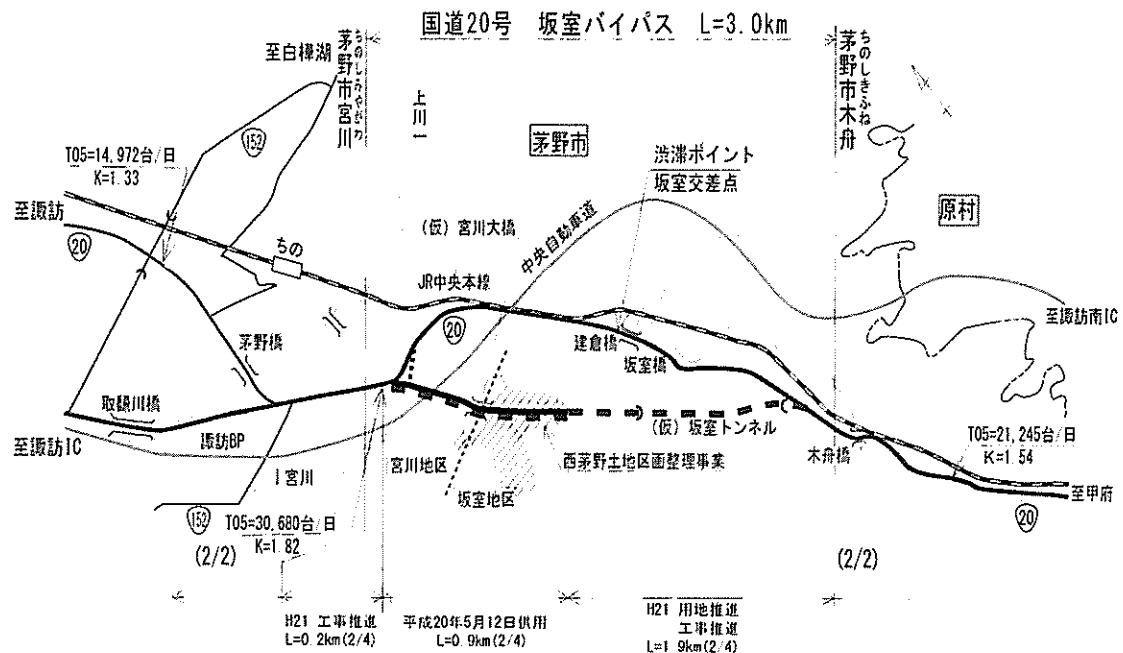 国道20号 坂室バイパス L=3.0km
至白樺湖
茅野市宮川
ちのしみやがわ
上川一
茅野市
茅野市木舟
ちのしきふね
152
T05=14,972台/日
K=1.33
渋滞ポイント
坂室交差点
原村
至諏訪
20
ちの
(仮) 宮川大橋
中央自動車道
JR中央本線
至諏訪南IC
20
建倉橋
坂室橋
茅野橋
取醸川橋
諏訪BP
至諏訪IC
(仮) 坂室トンネル
木舟橋
T05=21,245台/日
K=1.54
宮川地区
西茅野土地区画整理事業
坂室地区
宮川
至甲府
20
152
T05=30,680台/日
K=1.82
(2/2)
(2/2)
H21 工事推進
L=0.2km(2/4)
平成20年5月12日供用
L=0.9km(2/4)
H21 用地推進
工事推進
L=1 9km(2/4)